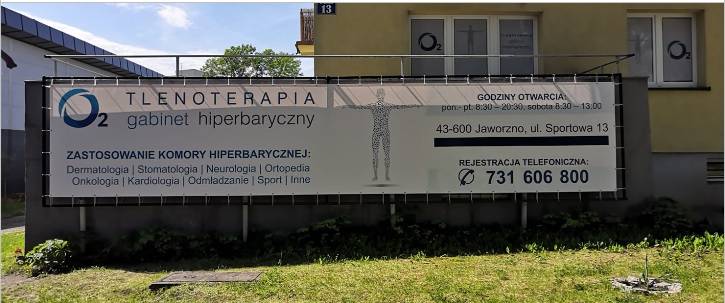 13
O2
TLENOTERAPIA
gabinet hiperbaryczny
ZASTOSOWANIE KOMORY HIPERBARYCZNEJ:
Dermatologia | Stomatologia | Neurologia | Ortopedia
Onkologia | Kardiologia | Odmładzanie | Sport | Inne
GODZINY OTWARCIA:
pon.- pt. 8:30 – 20:30, sobota 8:30 – 13:00
43-600 Jaworzno, ul. Sportowa 13
REJESTRACJA TELEFONICZNA:
731 606 800
O2
Tlenoterapia
O2